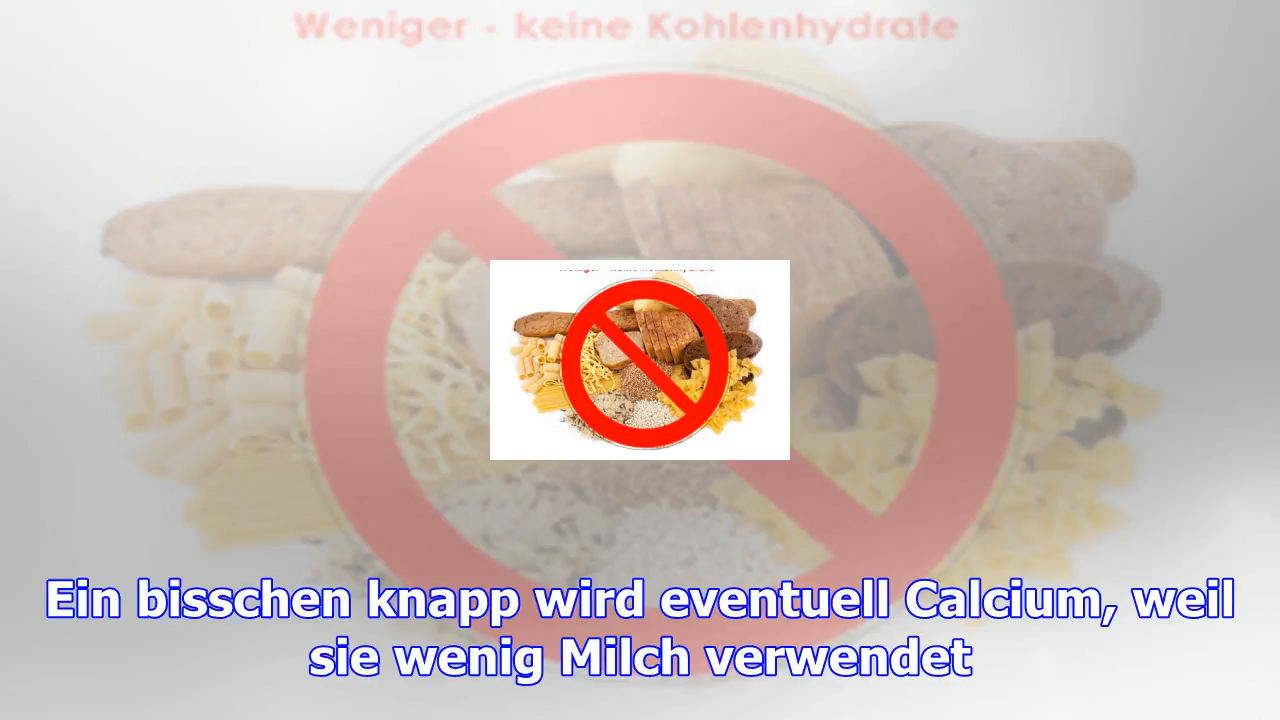 Weniger - keine Kohlenhydrate
Ein bisschen knapp wird eventuell Calcium, weil
sie wenig Milch verwendet